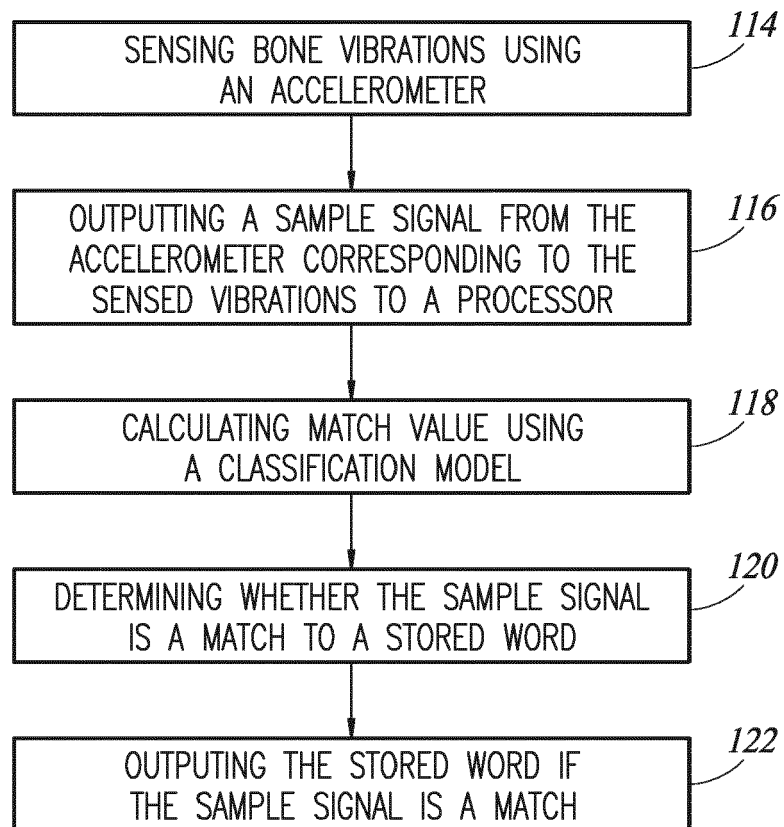 114
SENSING BONE VIBRATIONS USING
AN ACCELEROMETER
116
OUTPUTTING A SAMPLE SIGNAL FROM THE
ACCELEROMETER CORRESPONDING TO THE
SENSED VIBRATIONS TO A PROCESSOR
118
CALCULATING MATCH VALUE USING
A CLASSIFICATION MODEL
120
DETERMINING WHETHER THE SAMPLE SIGNAL
IS A MATCH TO A STORED WORD
122
OUTPUTING THE STORED WORD IF
THE SAMPLE SIGNAL IS A MATCH